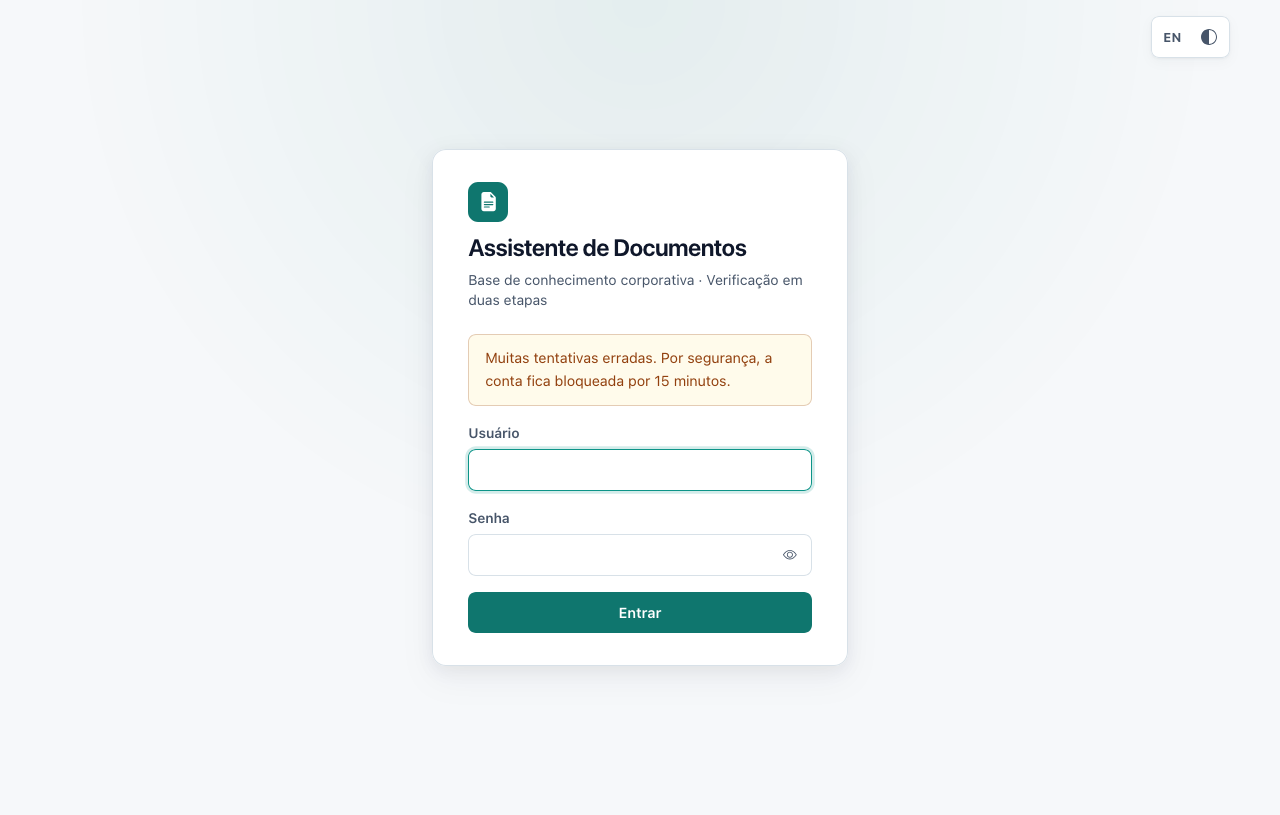 EN
Assistente de Documentos
Base de conhecimento corporativa · Verificação em
duas etapas
Muitas tentativas erradas. Por segurança, a
conta fica bloqueada por 15 minutos.
Usuário
Senha
Entrar